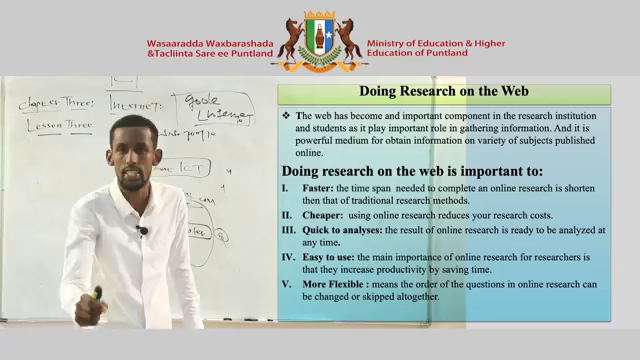 Wasaaradda Waxbarashada
&Tacliinta Sare ee Puntland
Ministry of Education & Higher
Education of Puntland
Chapter Three:
Internet:
Lesson Three
Doing Research on the Web
❖ The web has become and important component in the research institution
and students as it play important role in gathering information. And it is
powerful medium for obtain information on variety of subjects published
online.
Doing research on the web is important to:
I. Faster: the time span needed to complete an online research is shorten
then that of traditional research methods.
II. Cheaper: using online research reduces your research costs.
III. Quick to analyses: the result of online research is ready to be analyzed at
any time.
IV. Easy to use: the main importance of online research for researchers is
that they increase productivity by saving time.
V. More Flexible : means the order of the questions in online research can
be changed or skipped altogether.